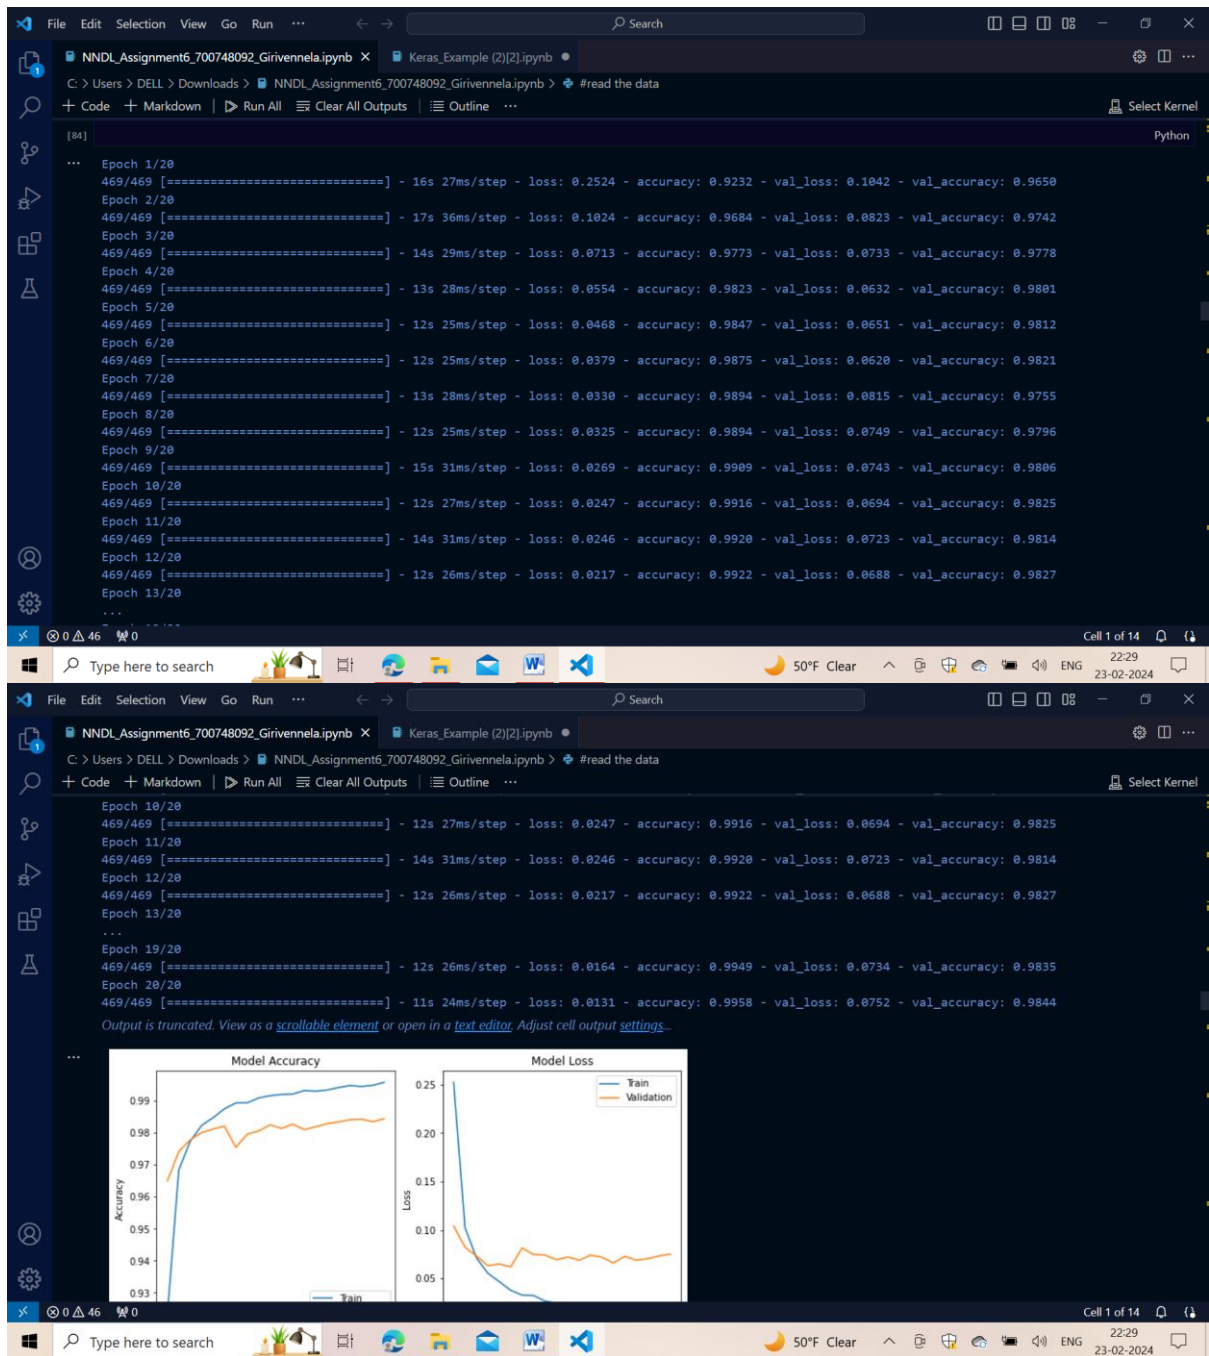 File Edit Selection View Go Run ··· Search
NNDL_Assignment6_700748092_Girivennela.ipynb Keras_Example (2)[2].ipynb
C: > Users > DELL > Downloads > NNDL_Assignment6_700748092_Girivennela.ipynb > #read the data
+ Code + Markdown | Run All Clear All Outputs | Outline ··· Select Kernel
[84] Python
··· Epoch 1/20
469/469 [==============================] - 16s 27ms/step - loss: 0.2524 - accuracy: 0.9232 - val_loss: 0.1042 - val_accuracy: 0.9650
Epoch 2/20
469/469 [==============================] - 17s 36ms/step - loss: 0.1024 - accuracy: 0.9684 - val_loss: 0.0823 - val_accuracy: 0.9742
Epoch 3/20
469/469 [==============================] - 14s 29ms/step - loss: 0.0713 - accuracy: 0.9773 - val_loss: 0.0733 - val_accuracy: 0.9778
Epoch 4/20
469/469 [==============================] - 13s 28ms/step - loss: 0.0554 - accuracy: 0.9823 - val_loss: 0.0632 - val_accuracy: 0.9801
Epoch 5/20
469/469 [==============================] - 12s 25ms/step - loss: 0.0468 - accuracy: 0.9847 - val_loss: 0.0651 - val_accuracy: 0.9812
Epoch 6/20
469/469 [==============================] - 12s 25ms/step - loss: 0.0379 - accuracy: 0.9875 - val_loss: 0.0620 - val_accuracy: 0.9821
Epoch 7/20
469/469 [==============================] - 13s 28ms/step - loss: 0.0330 - accuracy: 0.9894 - val_loss: 0.0815 - val_accuracy: 0.9755
Epoch 8/20
469/469 [==============================] - 12s 25ms/step - loss: 0.0325 - accuracy: 0.9894 - val_loss: 0.0749 - val_accuracy: 0.9796
Epoch 9/20
469/469 [==============================] - 15s 31ms/step - loss: 0.0269 - accuracy: 0.9909 - val_loss: 0.0743 - val_accuracy: 0.9806
Epoch 10/20
469/469 [==============================] - 12s 27ms/step - loss: 0.0247 - accuracy: 0.9916 - val_loss: 0.0694 - val_accuracy: 0.9825
Epoch 11/20
469/469 [==============================] - 14s 31ms/step - loss: 0.0246 - accuracy: 0.9920 - val_loss: 0.0723 - val_accuracy: 0.9814
Epoch 12/20
469/469 [==============================] - 12s 26ms/step - loss: 0.0217 - accuracy: 0.9922 - val_loss: 0.0688 - val_accuracy: 0.9827
Epoch 13/20
...
0 46 0 Cell 1 of 14
Type here to search 50°F Clear ENG 22:29
23-02-2024
File Edit Selection View Go Run ··· Search
NNDL_Assignment6_700748092_Girivennela.ipynb Keras_Example (2)[2].ipynb
C: > Users > DELL > Downloads > NNDL_Assignment6_700748092_Girivennela.ipynb > #read the data
+ Code + Markdown | Run All Clear All Outputs | Outline ··· Select Kernel
Epoch 10/20
469/469 [==============================] - 12s 27ms/step - loss: 0.0247 - accuracy: 0.9916 - val_loss: 0.0694 - val_accuracy: 0.9825
Epoch 11/20
469/469 [==============================] - 14s 31ms/step - loss: 0.0246 - accuracy: 0.9920 - val_loss: 0.0723 - val_accuracy: 0.9814
Epoch 12/20
469/469 [==============================] - 12s 26ms/step - loss: 0.0217 - accuracy: 0.9922 - val_loss: 0.0688 - val_accuracy: 0.9827
Epoch 13/20
...
Epoch 19/20
469/469 [==============================] - 12s 26ms/step - loss: 0.0164 - accuracy: 0.9949 - val_loss: 0.0734 - val_accuracy: 0.9835
Epoch 20/20
469/469 [==============================] - 11s 24ms/step - loss: 0.0131 - accuracy: 0.9958 - val_loss: 0.0752 - val_accuracy: 0.9844
Output is truncated. View as a scrollable element or open in a text editor. Adjust cell output settings...
···
Model Accuracy
0.99
0.98
0.97
0.96
0.95
0.94
0.93
Accuracy
Train
Model Loss
Train
Validation
0.25
0.20
0.15
0.10
0.05
Loss
0 46 0 Cell 1 of 14
Type here to search 50°F Clear ENG 22:29
23-02-2024